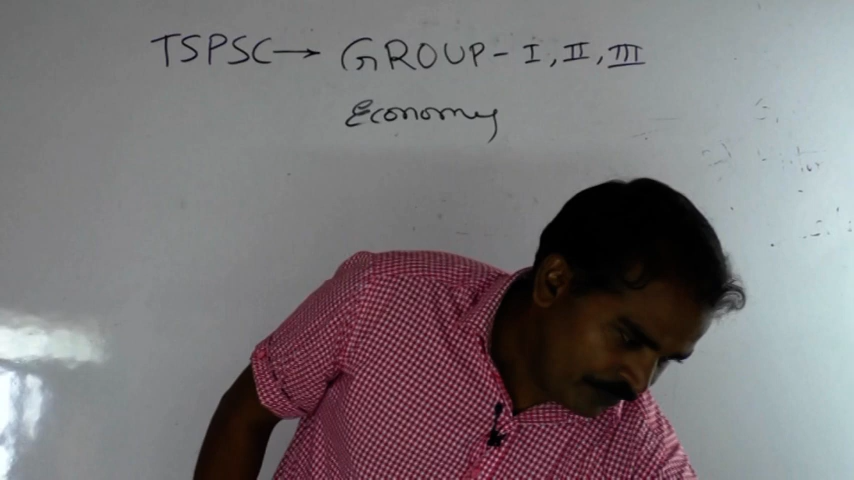 TSPSC → GROUP - I, II, III
Economy